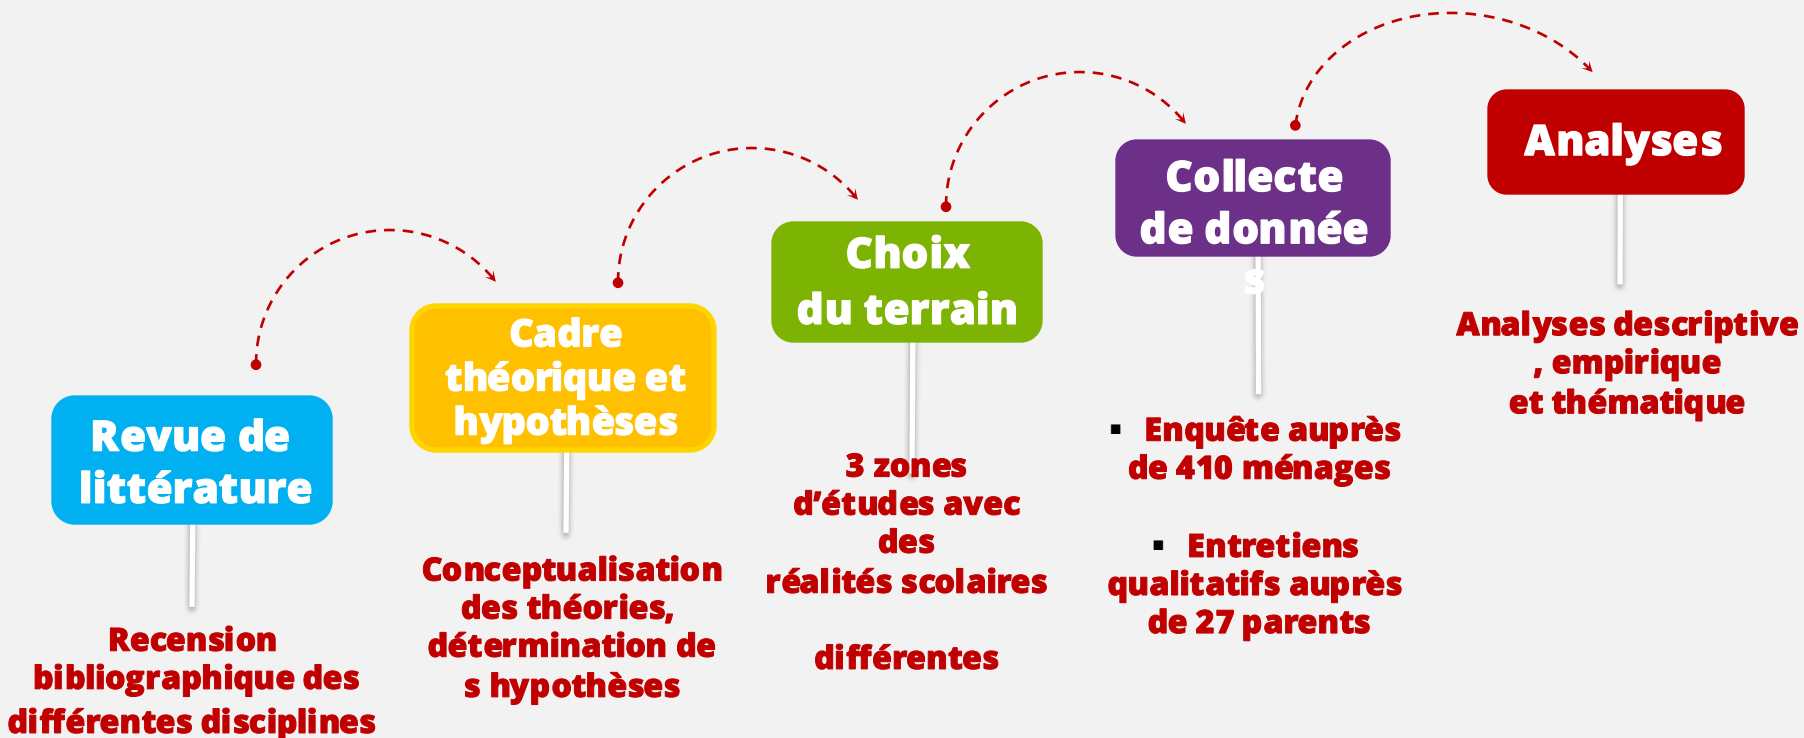 Revue de
littérature
Recension
bibliographique des
différentes disciplines
Cadre
théorique et
hypothèses
Conceptualisation
des théories,
détermination de
s hypothèses
Choix
du terrain
3 zones
d’études avec
des
réalités scolaires
différentes
Collecte
de donnée
s
▪ Enquête auprès
de 410 ménages
▪ Entretiens
qualitatifs auprès
de 27 parents
Analyses
Analyses descriptive
, empirique
et thématique